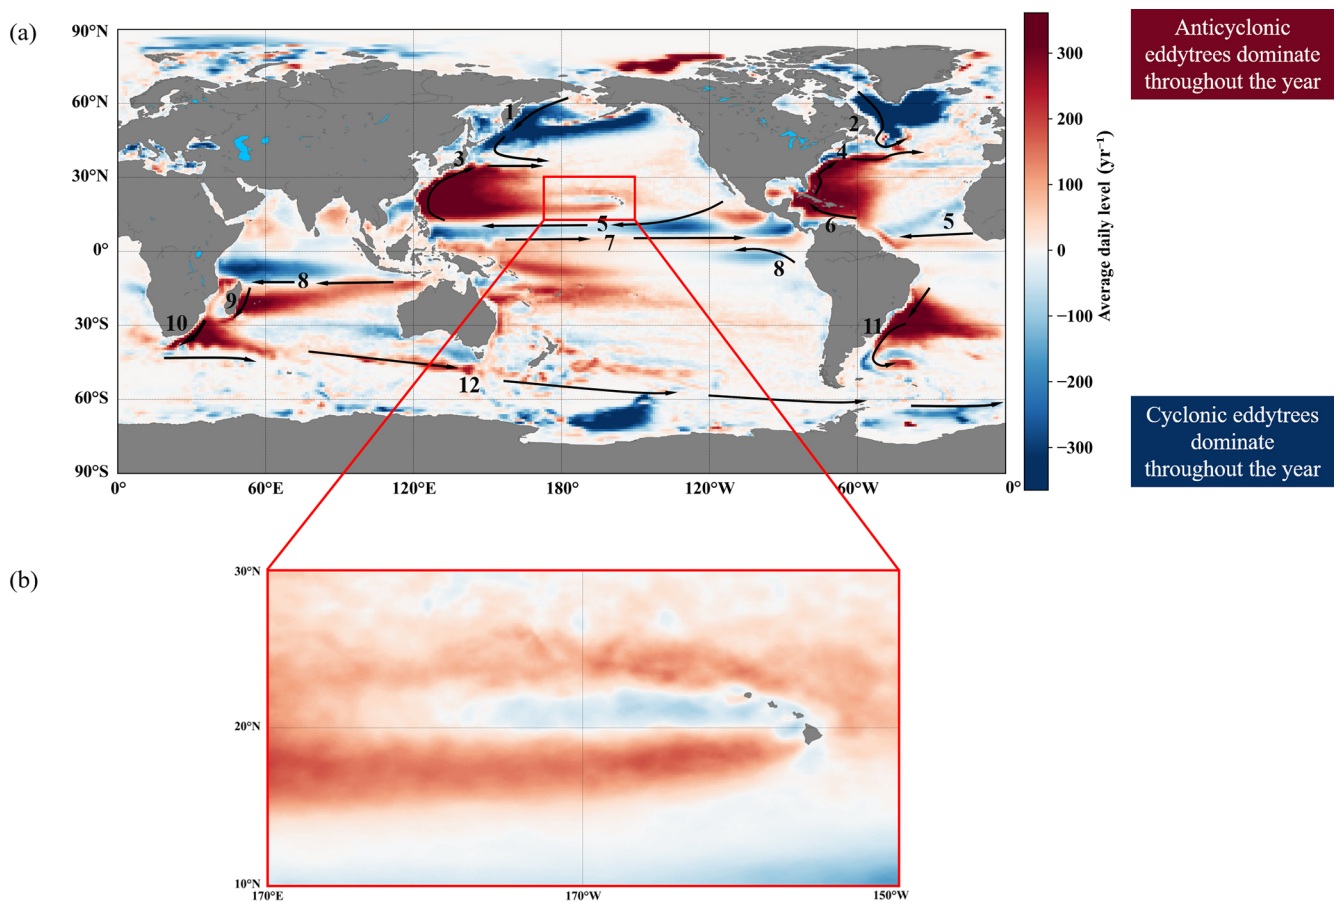 (a)
90°N
60°N
30°N
0°
30°S
60°S
90°S
0°
60°E
120°E
180°
120°W
60°W
0°
1
2
3
4
5
5
6
7
8
8
9
10
11
12
300
200
100
0
−100
−200
−300
Average daily level (yr⁻¹)
Anticyclonic
eddytrees dominate
throughout the year
Cyclonic eddytrees
dominate
throughout the year
(b)
30°N
20°N
10°N
170°E
170°W
150°W